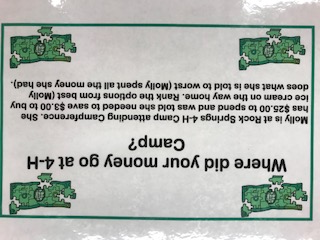 Where did your money go at 4-H
Camp?
Molly is at Rock Springs 4-H Camp attending Campference. She
has $25.00 to spend and was told she needed to save $3.00 to buy
ice cream on the way home. Rank the options from best (Molly
does what she is told to worst (Molly spent all the money she had).